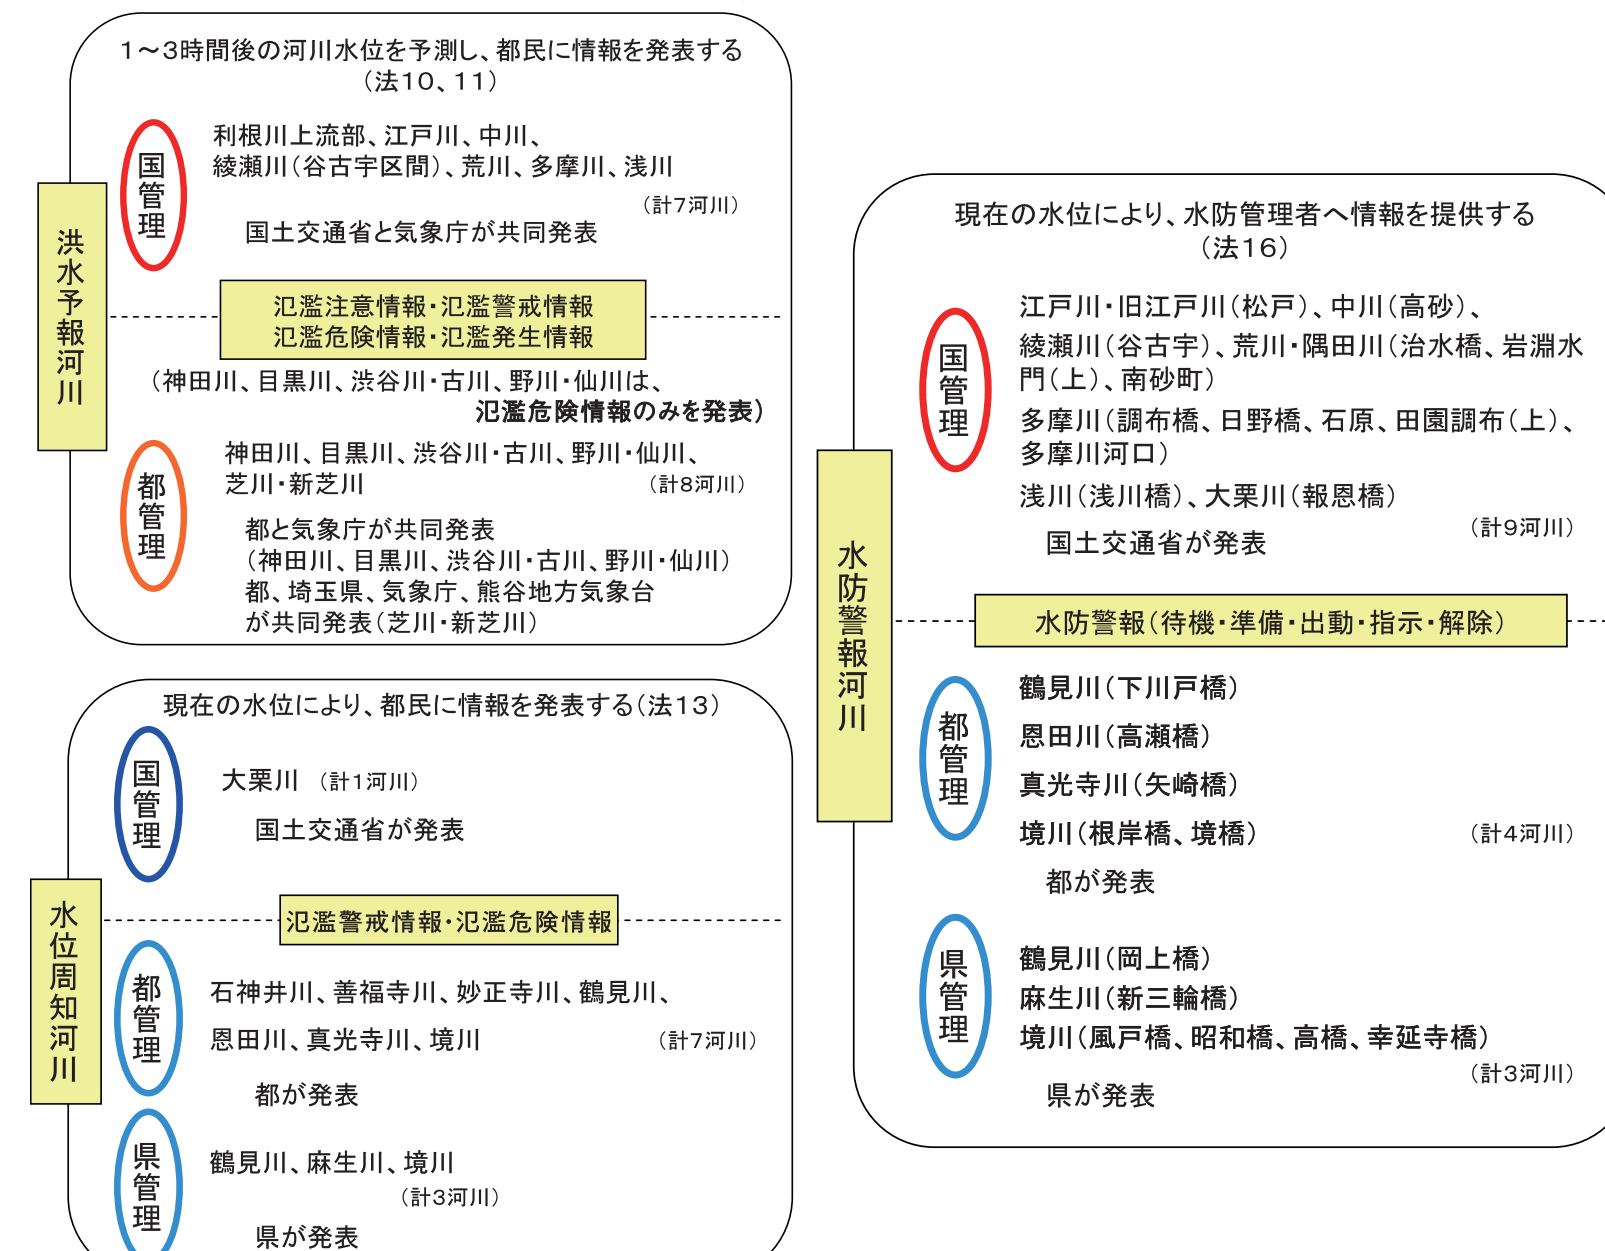 1～3時間後の河川水位を予測し、都民に情報を発表する
（法10、11）
洪水予報河川
国管理
利根川上流部、江戸川、中川、
綾瀬川（谷古宇区間）、荒川、多摩川、浅川
（計7河川）
国土交通省と気象庁が共同発表
氾濫注意情報・氾濫警戒情報
氾濫危険情報・氾濫発生情報
（神田川、目黒川、渋谷川・古川、野川・仙川は、
氾濫危険情報のみを発表）
都管理
神田川、目黒川、渋谷川・古川、野川・仙川、
芝川・新芝川
（計8河川）
都と気象庁が共同発表
（神田川、目黒川、渋谷川・古川、野川・仙川）
都、埼玉県、気象庁、熊谷地方気象台
が共同発表（芝川・新芝川）
現在の水位により、都民に情報を発表する（法13）
水位周知河川
国管理
大栗川 （計1河川）
国土交通省が発表
氾濫警戒情報・氾濫危険情報
都管理
石神井川、善福寺川、妙正寺川、鶴見川、
恩田川、真光寺川、境川
（計7河川）
都が発表
県管理
鶴見川、麻生川、境川
（計3河川）
県が発表
現在の水位により、水防管理者へ情報を提供する
（法16）
水防警報河川
国管理
江戸川・旧江戸川（松戸）、中川（高砂）、
綾瀬川（谷古宇）、荒川・隅田川（治水橋、岩淵水
門（上）、南砂町）
多摩川（調布橋、日野橋、石原、田園調布（上）、
多摩川河口）
浅川（浅川橋）、大栗川（報恩橋）
（計9河川）
国土交通省が発表
水防警報（待機・準備・出動・指示・解除）
都管理
鶴見川（下川戸橋）
恩田川（高瀬橋）
真光寺川（矢崎橋）
境川（根岸橋、境橋）
（計4河川）
都が発表
県管理
鶴見川（岡上橋）
麻生川（新三輪橋）
境川（風戸橋、昭和橋、高橋、幸延寺橋）
（計3河川）
県が発表